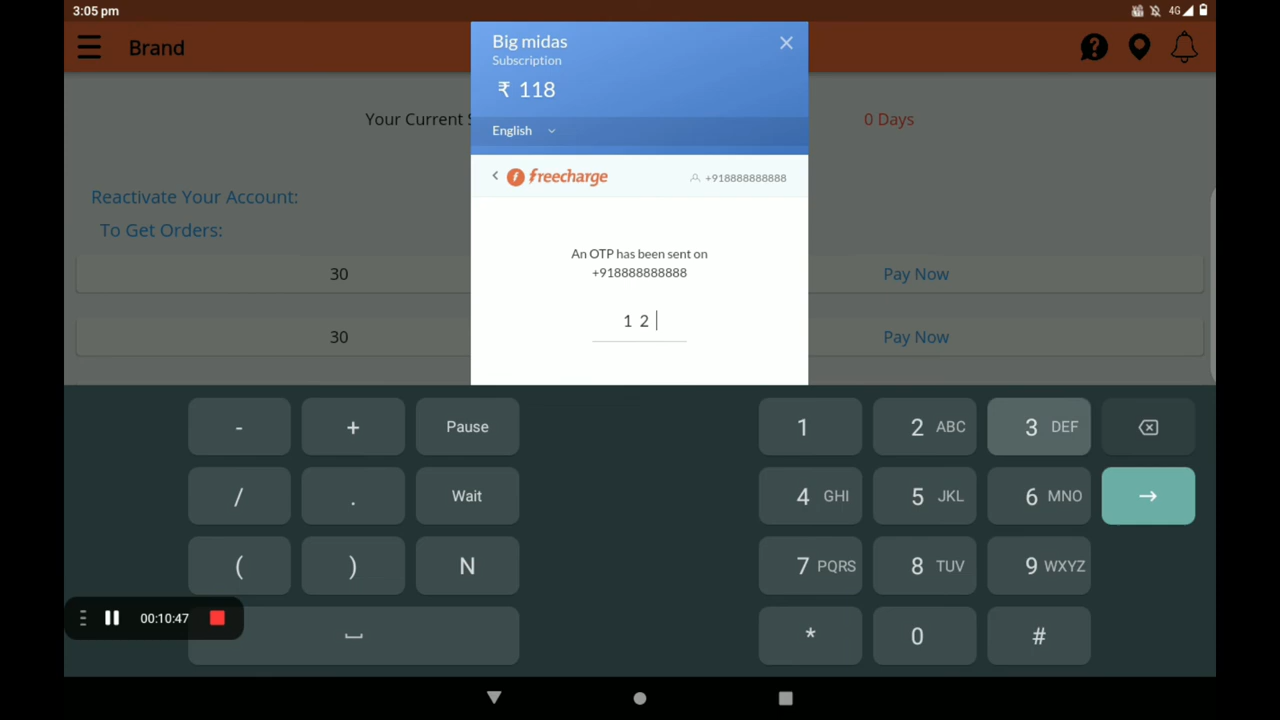 3:05 pm
4G
Brand
Big midas
Subscription
₹ 118
English
Your Current S
0 Days
freecharge
+918888888888
Reactivate Your Account:
To Get Orders:
An OTP has been sent on
+918888888888
30
Pay Now
1 2
30
Pay Now
- + Pause 1 2 ABC 3 DEF
/ . Wait 4 GHI 5 JKL 6 MNO
( ) N 7 PQRS 8 TUV 9 WXYZ
00:10:47
* 0 #